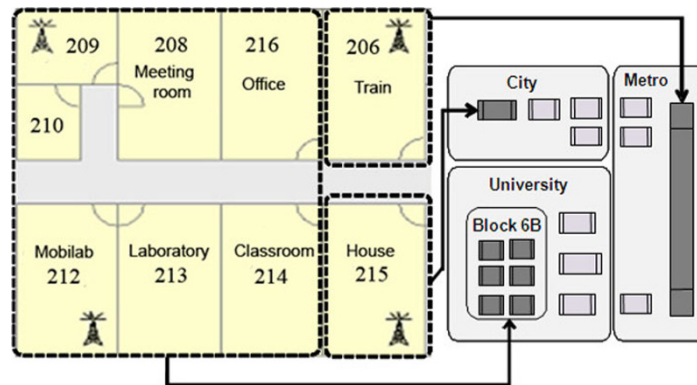 209
208
Meeting
room
216
Office
206
Train
210
Mobilab
212
Laboratory
213
Classroom
214
House
215
City
Metro
University
Block 6B